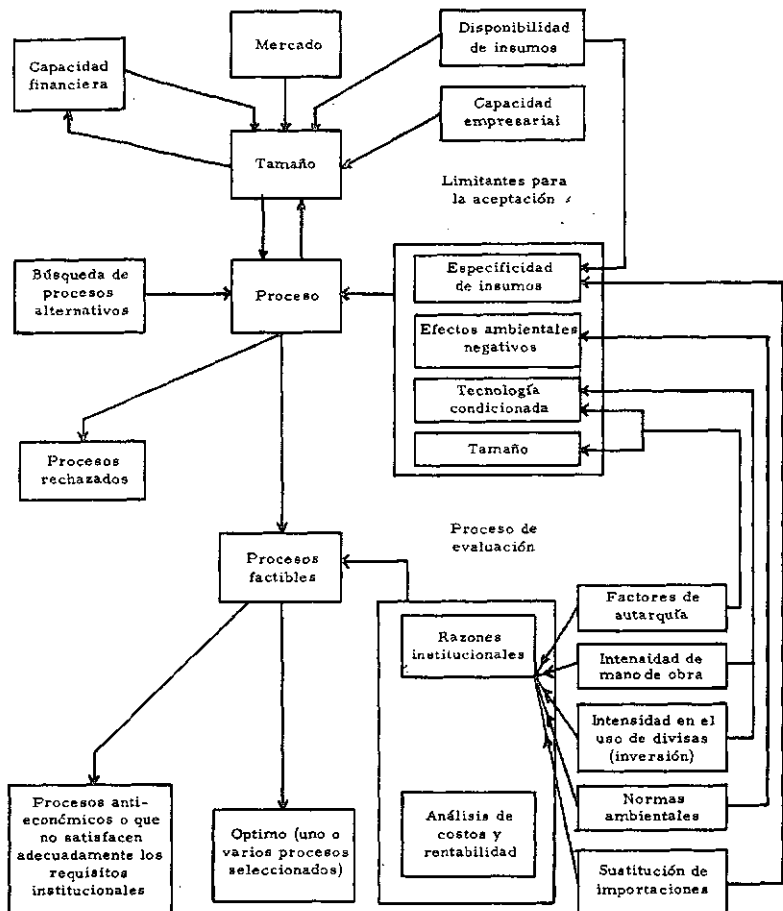 Mercado
Disponibilidad
de insumos
Capacidad
financiera
Capacidad
empresarial
Tamaño
Limitantes para
la aceptación
Búsqueda de
procesos
alternativos
Proceso
Especificidad
de insumos
Efectos ambientales
negativos
Tecnología
condicionada
Tamaño
Procesos
rechazados
Proceso de
evaluación
Procesos
factibles
Razones
institucionales
Factores de
autarquía
Intensidad de
mano de obra
Intensidad en el
uso de divisas
(inversión)
Normas
ambientales
Sustitución de
importaciones
Procesos anti-
económicos o que
no satisfacen
adecuadamente los
requisitos
institucionales
Optimo (uno o
varios procesos
seleccionados)
Análisis de
costos y
rentabilidad